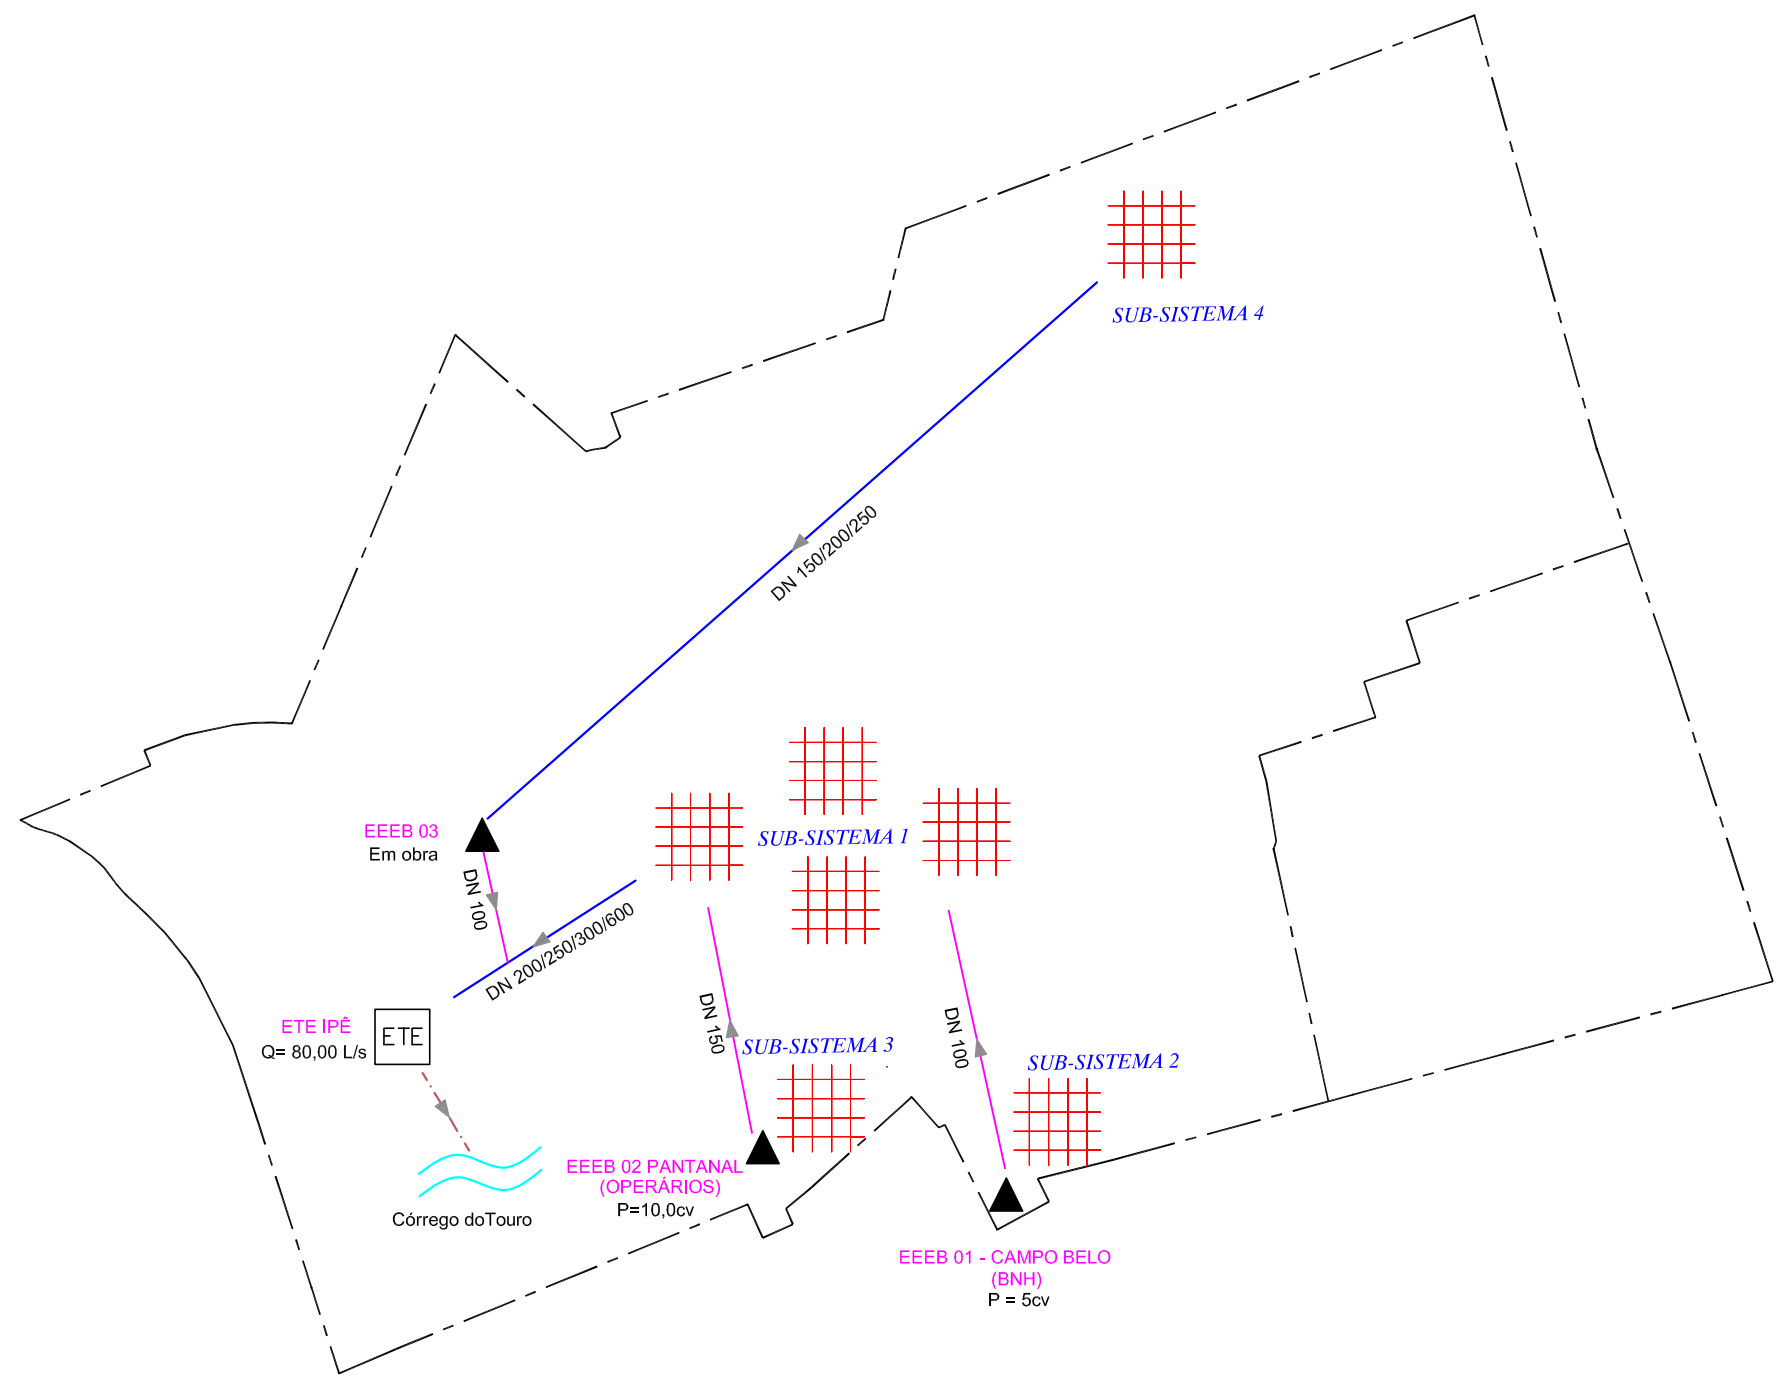 SUB-SISTEMA 4
DN 150/200/250
EEEB 03
Em obra
SUB-SISTEMA 1
DN 100
DN 200/250/300/600
ETE IPÊ
Q= 80,00 L/s
ETE
DN 150
SUB-SISTEMA 3
DN 100
SUB-SISTEMA 2
EEEB 02 PANTANAL
(OPERÁRIOS)
P=10,0cv
Córrego doTouro
EEEB 01 - CAMPO BELO
(BNH)
P = 5cv